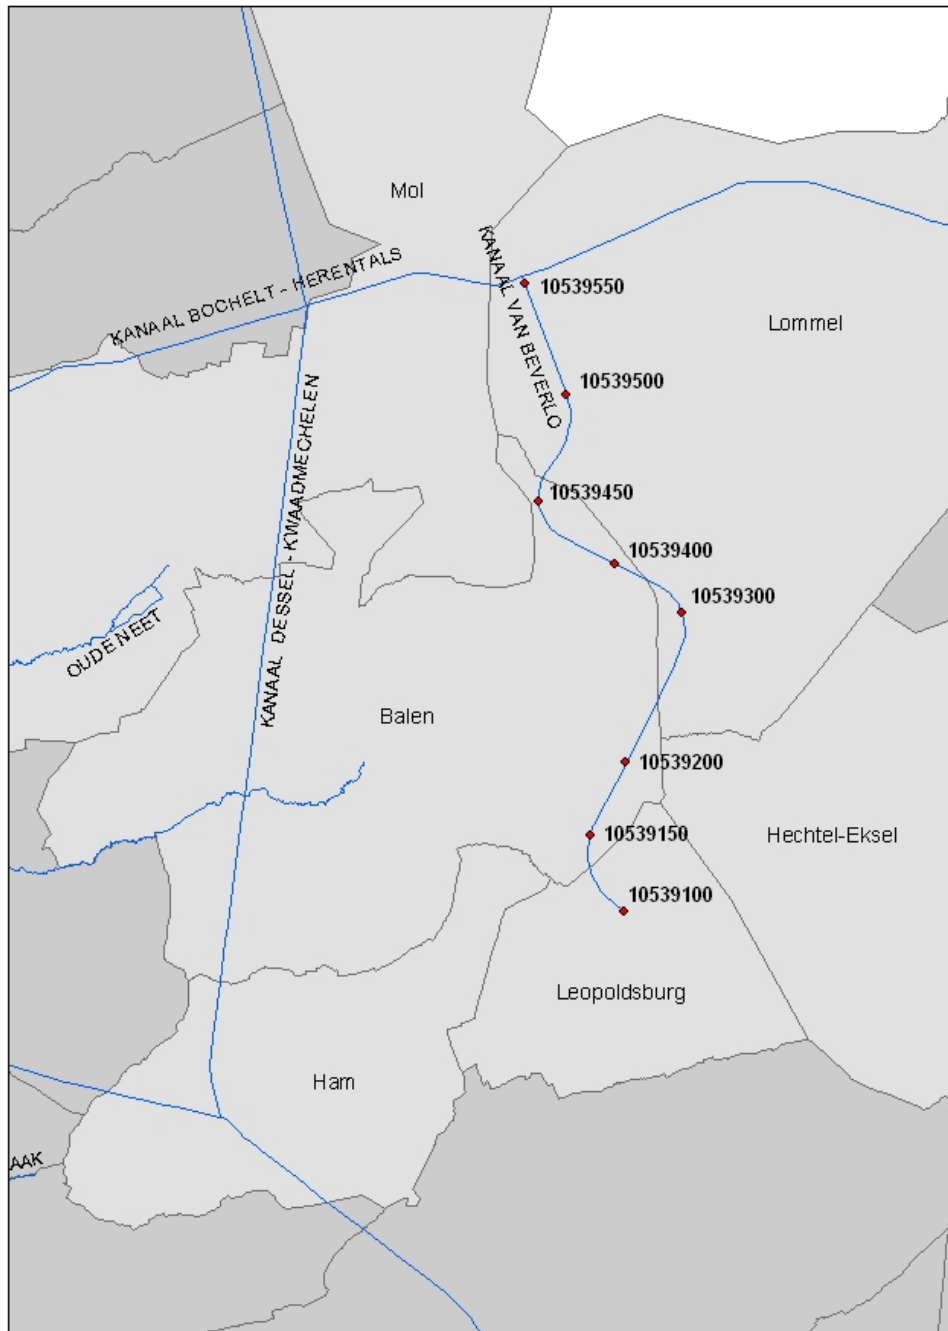 Mol
KANAAL BOCHELT - HERENTALS
KANAAL VAN BEVERLO
10539550
Lommel
10539500
KANAAL DESSEL - KWAADMECHELEN
10539450
10539400
10539300
OUDE NEET
Balen
10539200
10539150
Hechtel-Eksel
10539100
Leopoldsburg
Ham
AAK